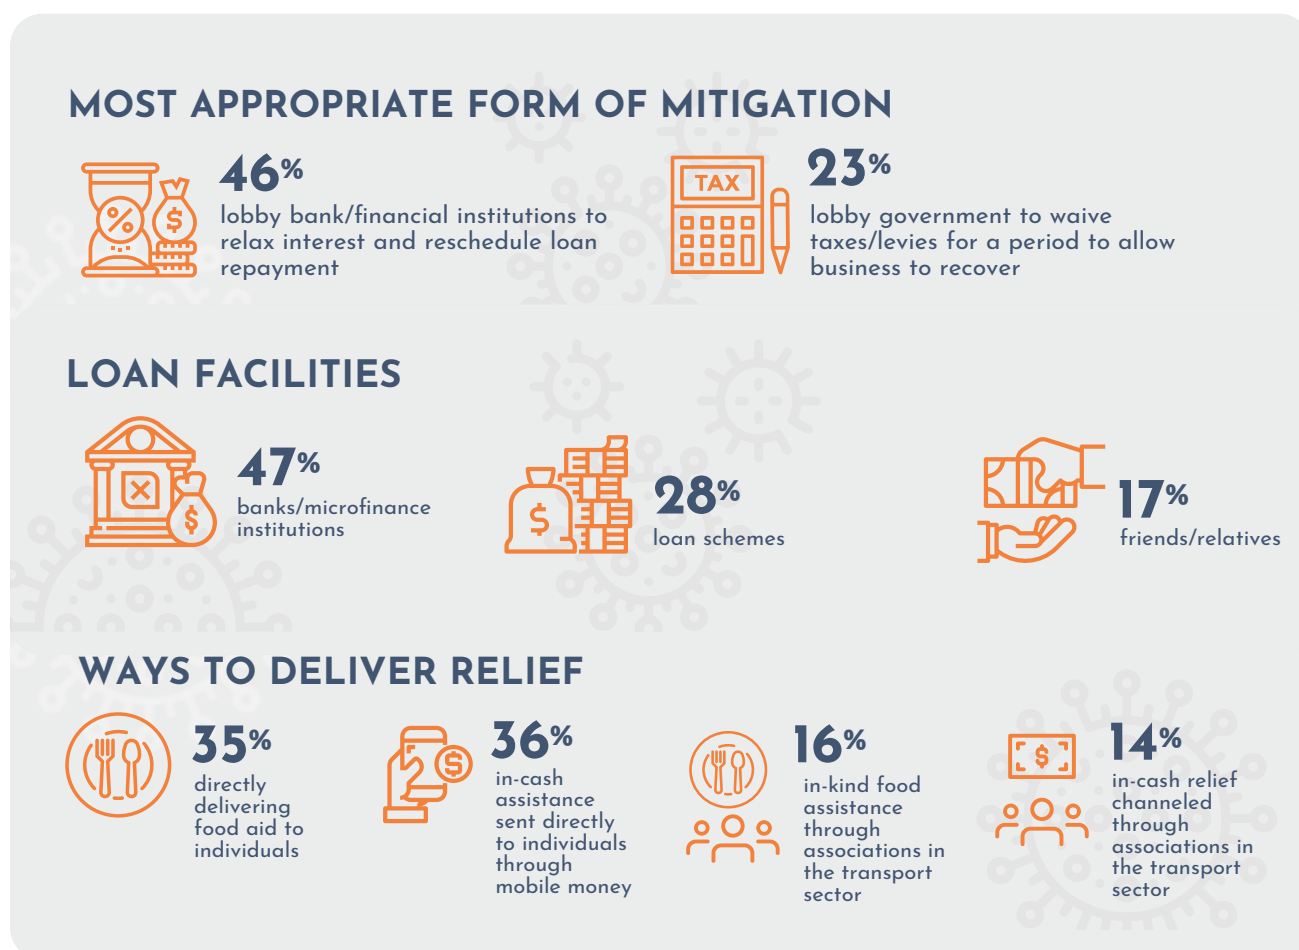 MOST APPROPRIATE FORM OF MITIGATION
46%
lobby bank/financial institutions to
relax interest and reschedule loan
repayment
TAX
23%
lobby government to waive
taxes/levies for a period to allow
business to recover
LOAN FACILITIES
47%
banks/microfinance
institutions
28%
loan schemes
17%
friends/relatives
WAYS TO DELIVER RELIEF
35%
directly
delivering
food aid to
individuals
36%
in-cash
assistance
sent directly
to individuals
through
mobile money
16%
in-kind food
assistance
through
associations in
the transport
sector
14%
in-cash relief
channeled
through
associations in
the transport
sector